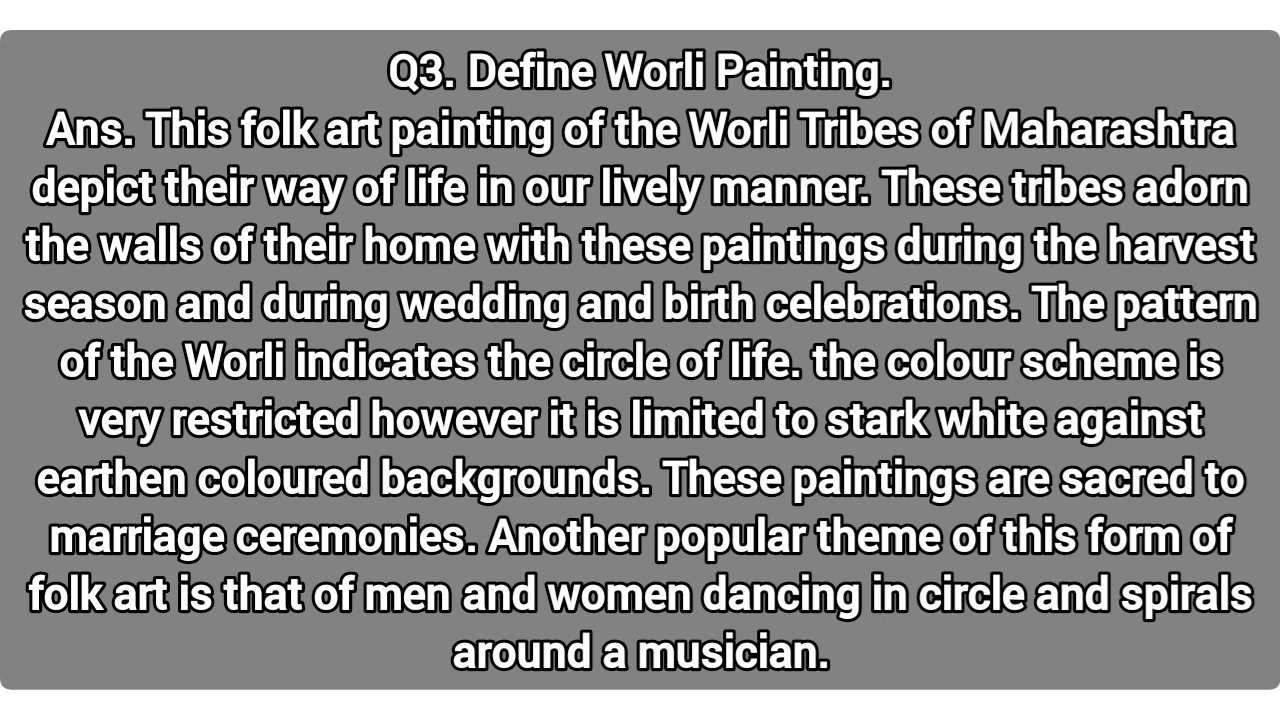 Q3. Define Worli Painting.
Ans. This folk art painting of the Worli Tribes of Maharashtra
depict their way of life in our lively manner. These tribes adorn
the walls of their home with these paintings during the harvest
season and during wedding and birth celebrations. The pattern
of the Worli indicates the circle of life. the colour scheme is
very restricted however it is limited to stark white against
earthen coloured backgrounds. These paintings are sacred to
marriage ceremonies. Another popular theme of this form of
folk art is that of men and women dancing in circle and spirals
around a musician.